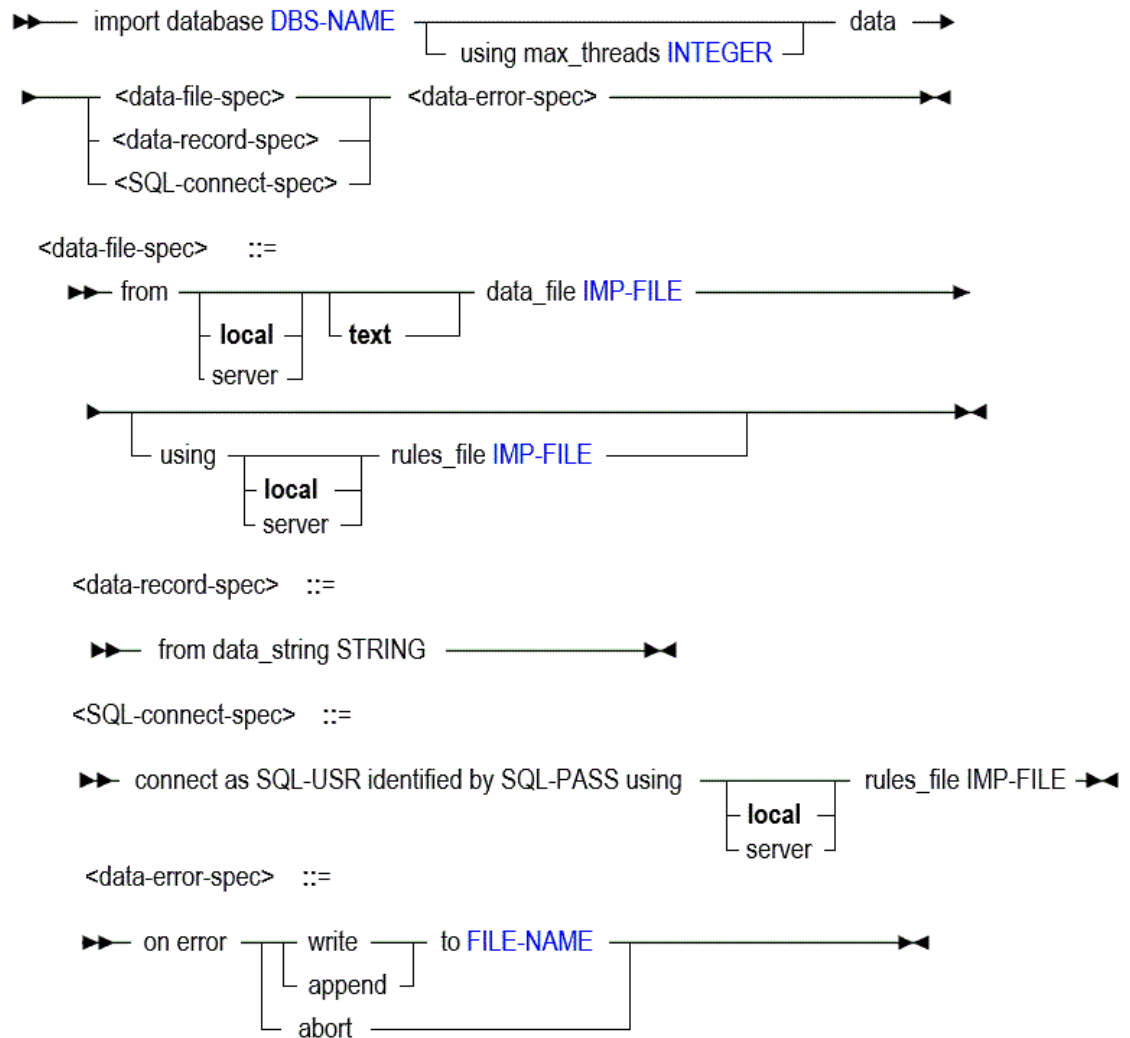 import database DBS-NAME data
using max_threads INTEGER
<data-file-spec> <data-error-spec>
<data-record-spec>
<SQL-connect-spec>
<data-file-spec> ::=
from data_file IMP-FILE
local text
server
using rules_file IMP-FILE
local
server
<data-record-spec> ::=
from data_string STRING
<SQL-connect-spec> ::=
connect as SQL-USR identified by SQL-PASS using rules_file IMP-FILE
local
server
<data-error-spec> ::=
on error write to FILE-NAME
append
abort